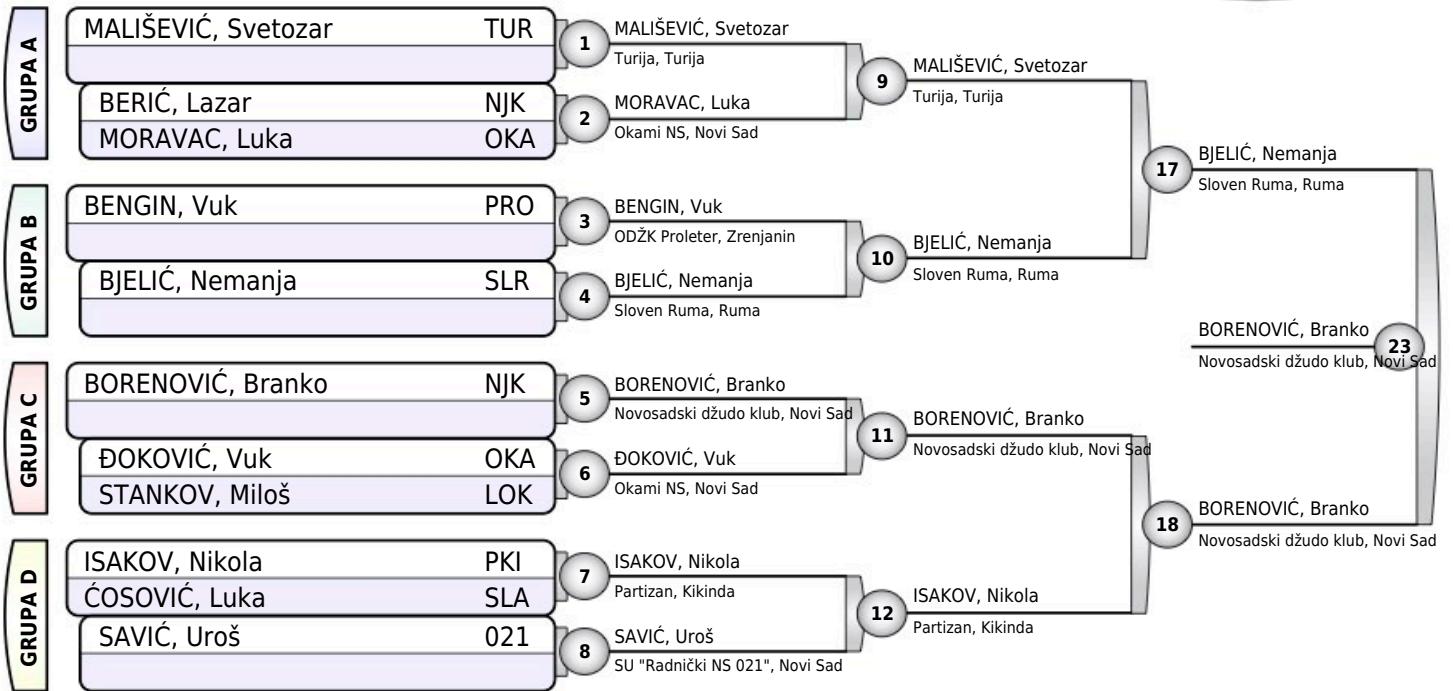 GRUPA A
MALIŠEVIĆ, Svetozar TUR
BERIĆ, Lazar NJK
MORAVAC, Luka OKA
GRUPA B
BENGIN, Vuk PRO
BJELIĆ, Nemanja SLR
GRUPA C
BORENOVIĆ, Branko NJK
ĐOKOVIĆ, Vuk OKA
STANKOV, Miloš LOK
GRUPA D
ISAKOV, Nikola PKI
ĆOSOVIĆ, Luka SLA
SAVIĆ, Uroš 021
1
MALIŠEVIĆ, Svetozar
Turija, Turija
2
MORAVAC, Luka
Okami NS, Novi Sad
3
BENGIN, Vuk
ODŽK Proleter, Zrenjanin
4
BJELIĆ, Nemanja
Sloven Ruma, Ruma
5
BORENOVIĆ, Branko
Novosadski džudo klub, Novi Sad
6
ĐOKOVIĆ, Vuk
Okami NS, Novi Sad
7
ISAKOV, Nikola
Partizan, Kikinda
8
SAVIĆ, Uroš
SU "Radnički NS 021", Novi Sad
9
MALIŠEVIĆ, Svetozar
Turija, Turija
10
BJELIĆ, Nemanja
Sloven Ruma, Ruma
11
BORENOVIĆ, Branko
Novosadski džudo klub, Novi Sad
12
ISAKOV, Nikola
Partizan, Kikinda
17
BJELIĆ, Nemanja
Sloven Ruma, Ruma
18
BORENOVIĆ, Branko
Novosadski džudo klub, Novi Sad
BORENOVIĆ, Branko
23
Novosadski džudo klub, Novi Sad